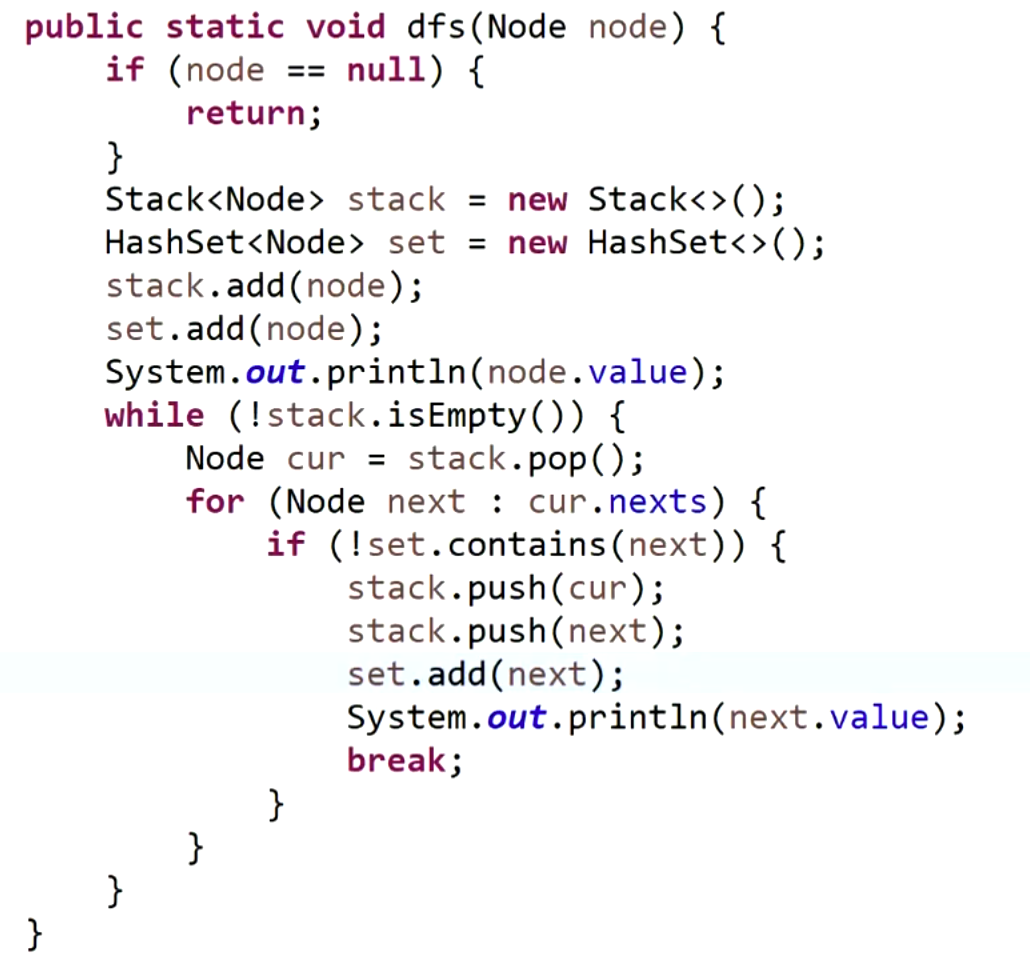 public static void dfs(Node node) {
    if (node == null) {
        return;
    }
    Stack<Node> stack = new Stack<>();
    HashSet<Node> set = new HashSet<>();
    stack.add(node);
    set.add(node);
    System.out.println(node.value);
    while (!stack.isEmpty()) {
        Node cur = stack.pop();
        for (Node next : cur.nexts) {
            if (!set.contains(next)) {
                stack.push(cur);
                stack.push(next);
                set.add(next);
                System.out.println(next.value);
                break;
            }
        }
    }
}